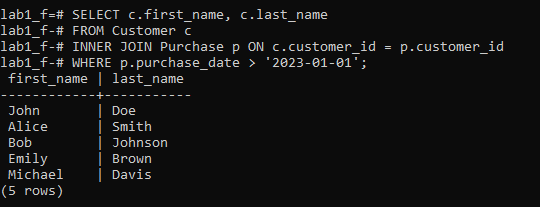 lab1_f=# SELECT c.first_name, c.last_name
lab1_f-# FROM Customer c
lab1_f-# INNER JOIN Purchase p ON c.customer_id = p.customer_id
lab1_f-# WHERE p.purchase_date > '2023-01-01';
 first_name | last_name
------------+-----------
 John       | Doe
 Alice      | Smith
 Bob        | Johnson
 Emily      | Brown
 Michael    | Davis
(5 rows)